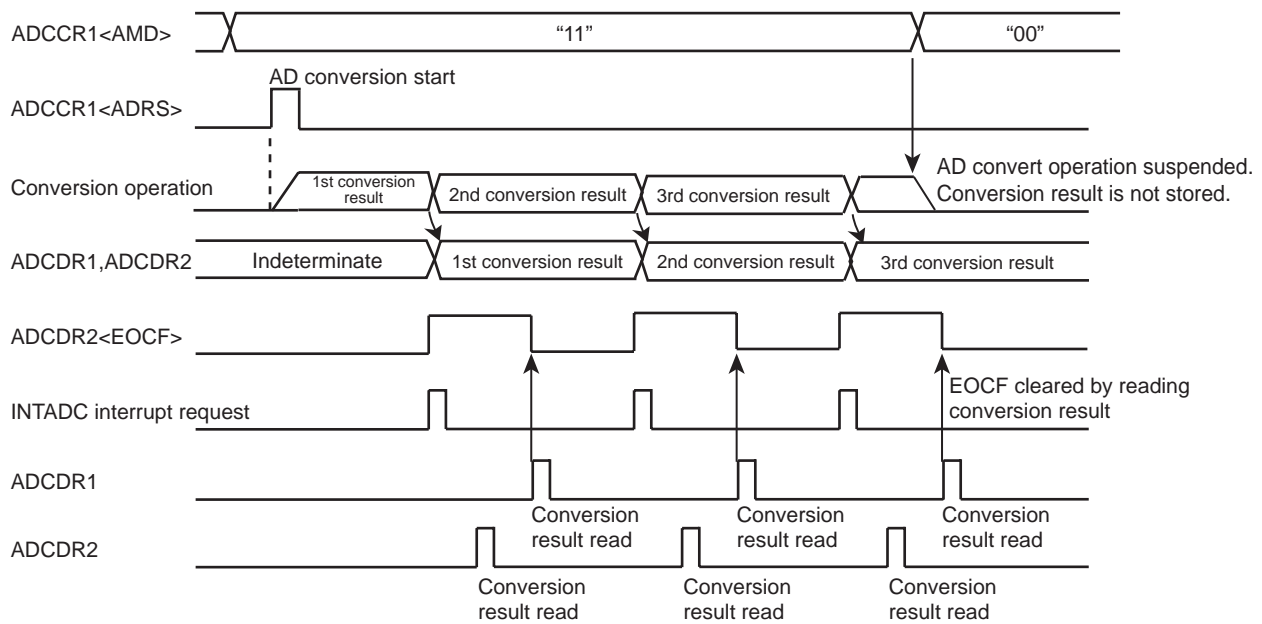 ADCCR1<AMD>
“11”
“00”
AD conversion start
ADCCR1<ADRS>
AD convert operation suspended.
Conversion result is not stored.
Conversion operation
1st conversion
result
2nd conversion result
3rd conversion result
ADCDR1,ADCDR2
Indeterminate
1st conversion result
2nd conversion result
3rd conversion result
ADCDR2<EOCF>
EOCF cleared by reading
conversion result
INTADC interrupt request
ADCDR1
Conversion
result read
Conversion
result read
Conversion
result read
ADCDR2
Conversion
result read
Conversion
result read
Conversion
result read